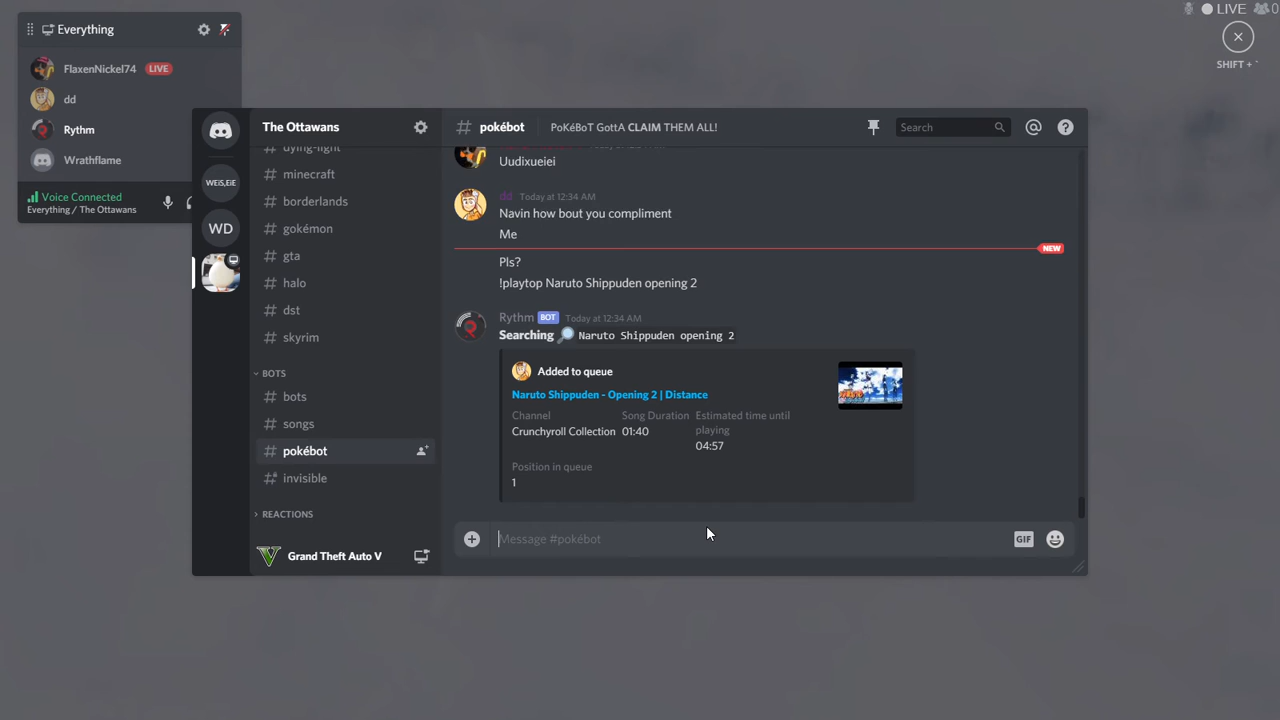 LIVE 0
SHIFT + `
Everything
FlaxenNickel74 LIVE
dd
Rythm
Wrathflame
Voice Connected
Everything / The Ottawans
WEiS,EiE
WD
The Ottawans
dying-light
minecraft
borderlands
gokémon
gta
halo
dst
skyrim
BOTS
bots
songs
pokébot
invisible
REACTIONS
Grand Theft Auto V
# pokébot PoKéBoT GottA CLAIM THEM ALL!
Search
Uudixueiei
dd Today at 12:34 AM
Navin how bout you compliment
Me
NEW
Pls?
!playtop Naruto Shippuden opening 2
Rythm BOT Today at 12:34 AM
Searching 🔎 Naruto Shippuden opening 2
Added to queue
Naruto Shippuden - Opening 2 | Distance
Channel Song Duration Estimated time until
playing
Crunchyroll Collection 01:40
04:57
Position in queue
1
Message #pokébot
GIF